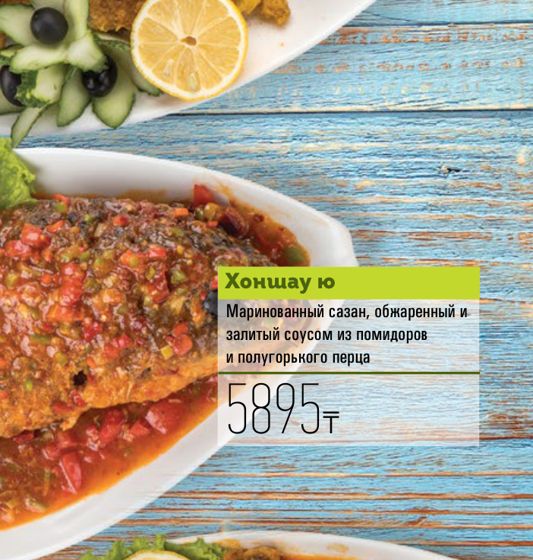 Хоншау ю
Маринованный сазан, обжаренный и
залитый соусом из помидоров
и полугорького перца
5895₸